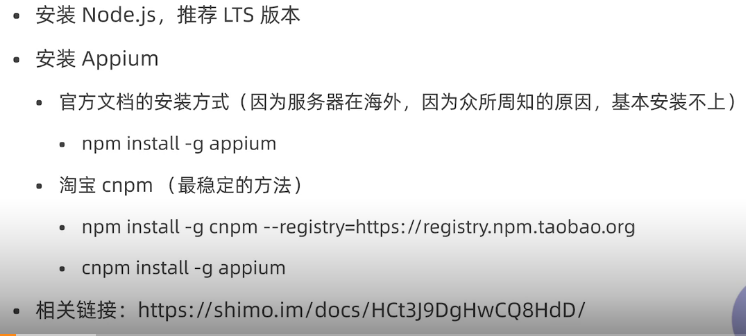 安装 Node.js，推荐 LTS 版本
安装 Appium
官方文档的安装方式（因为服务器在海外，因为众所周知的原因，基本安装不上）
npm install -g appium
淘宝 cnpm （最稳定的方法）
npm install -g cnpm --registry=https://registry.npm.taobao.org
cnpm install -g appium
相关链接：https://shimo.im/docs/HCt3J9DgHwCQ8HdD/